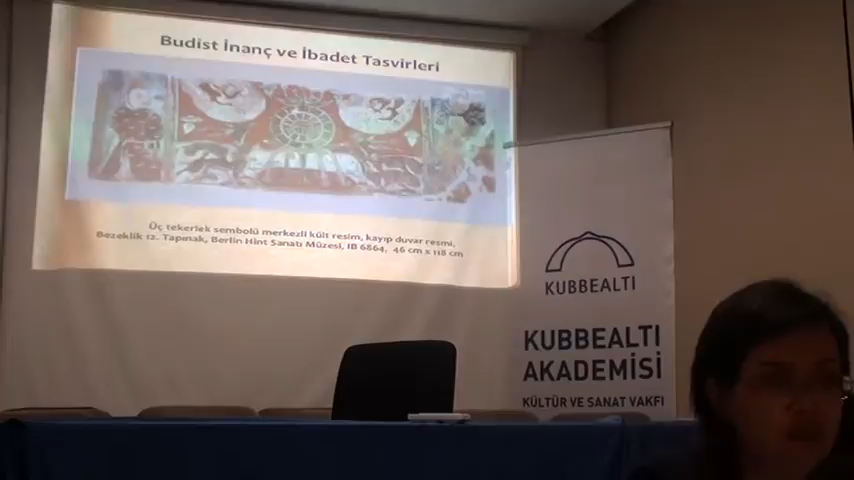 Budist İnanç ve İbadet Tasvirleri
Üç tekerlek sembolü merkezli kült resim, kayıp duvar resmi,
Bezeklik 12. Tapınak, Berlin Hint Sanatı Müzesi, IB 6864, 46 cm x 118 cm
KUBBEALTI
KUBBEALTI
AKADEMİSİ
KÜLTÜR ve SANAT VAKFI